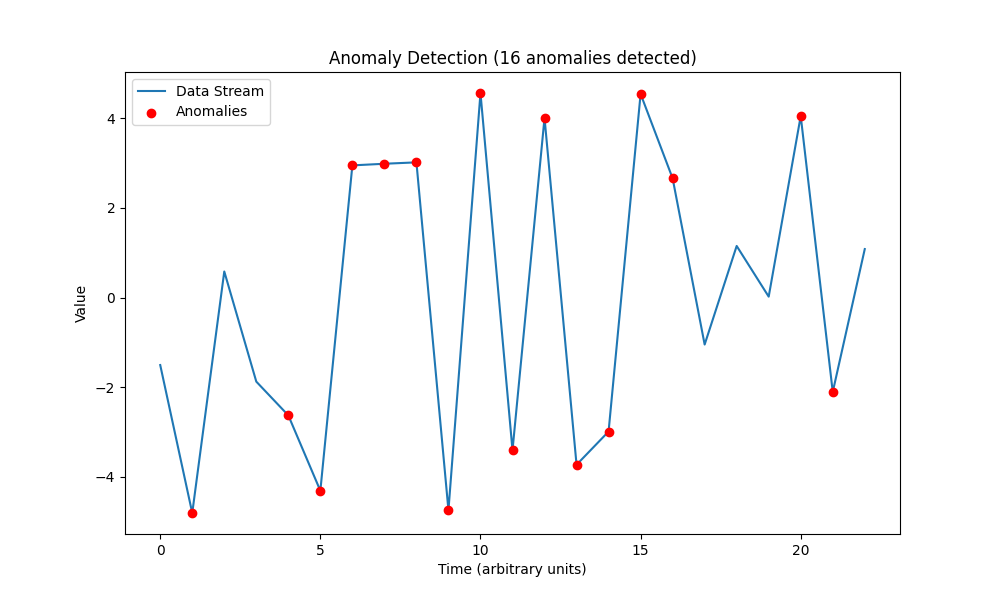 Anomaly Detection (16 anomalies detected)
Data Stream
Anomalies
4
2
0
−2
−4
Value
0
5
10
15
20
Time (arbitrary units)